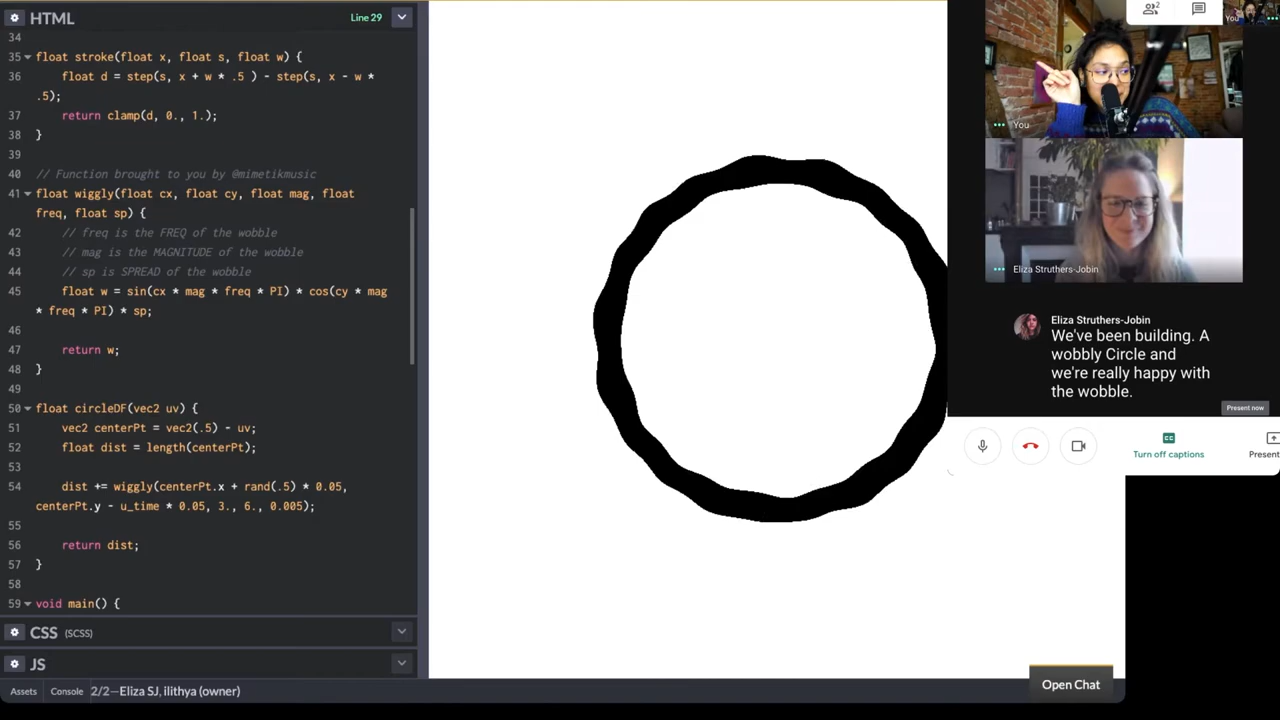 HTML
Line 29
34
35 float stroke(float x, float s, float w) {
36 float d = step(s, x + w * .5 ) - step(s, x - w *
.5);
37 return clamp(d, 0., 1.);
38 }
39
40 // Function brought to you by @mimetikmusic
41 float wiggly(float cx, float cy, float mag, float
freq, float sp) {
42 // freq is the FREQ of the wobble
43 // mag is the MAGNITUDE of the wobble
44 // sp is SPREAD of the wobble
45 float w = sin(cx * mag * freq * PI) * cos(cy * mag
* freq * PI) * sp;
46
47 return w;
48 }
49
50 float circleDF(vec2 uv) {
51 vec2 centerPt = vec2(.5) - uv;
52 float dist = length(centerPt);
53
54 dist += wiggly(centerPt.x + rand(.5) * 0.05,
centerPt.y - u_time * 0.05, 3., 6., 0.005);
55
56 return dist;
57 }
58
59 void main() {
CSS (SCSS)
JS
Assets Console 2/2—Eliza SJ, ilithya (owner)
Open Chat
2
You
You
Eliza Struthers-Jobin
Eliza Struthers-Jobin
We've been building. A
wobbly Circle and
we're really happy with
the wobble.
Present now
CC
Turn off captions
Present